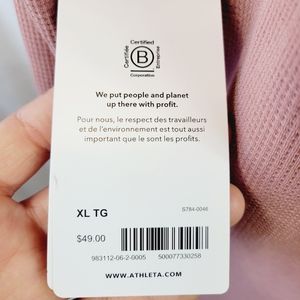 Certified
Certifiée
B
Entreprise
Corporation
We put people and planet
up there with profit.
Pour nous, le respect des travailleurs
et de l'environnement est tout aussi
important que le sont les profits.
XL TG
S784-0046
$49.00
983112-06-2-0005
500077330258
WWW.ATHLETA.COM